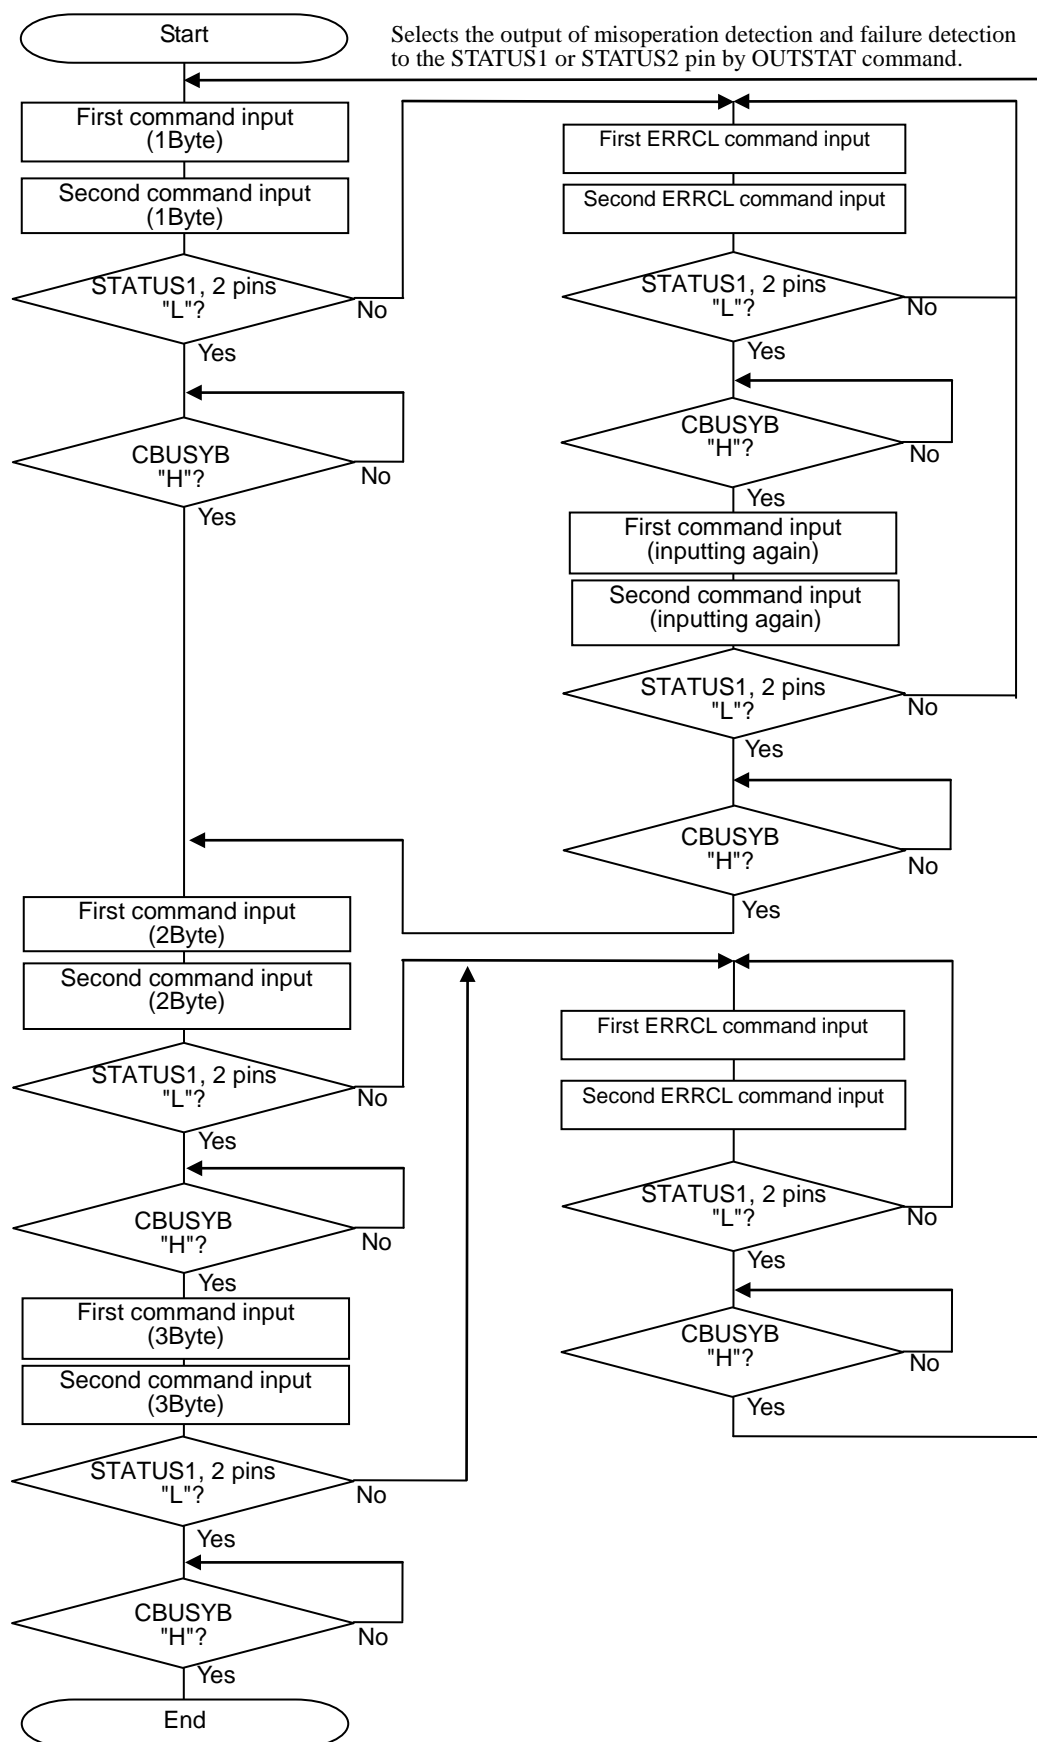 Start
Selects the output of misoperation detection and failure detection
to the STATUS1 or STATUS2 pin by OUTSTAT command.
First command input
(1Byte)
Second command input
(1Byte)
STATUS1, 2 pins
"L"?
No
Yes
CBUSYB
"H"?
No
Yes
First ERRCL command input
Second ERRCL command input
STATUS1, 2 pins
"L"?
No
Yes
CBUSYB
"H"?
No
Yes
First command input
(inputting again)
Second command input
(inputting again)
STATUS1, 2 pins
"L"?
No
Yes
CBUSYB
"H"?
No
Yes
First command input
(2Byte)
Second command input
(2Byte)
STATUS1, 2 pins
"L"?
No
Yes
CBUSYB
"H"?
No
Yes
First command input
(3Byte)
Second command input
(3Byte)
STATUS1, 2 pins
"L"?
No
Yes
CBUSYB
"H"?
No
Yes
End
First ERRCL command input
Second ERRCL command input
STATUS1, 2 pins
"L"?
No
Yes
CBUSYB
"H"?
No
Yes